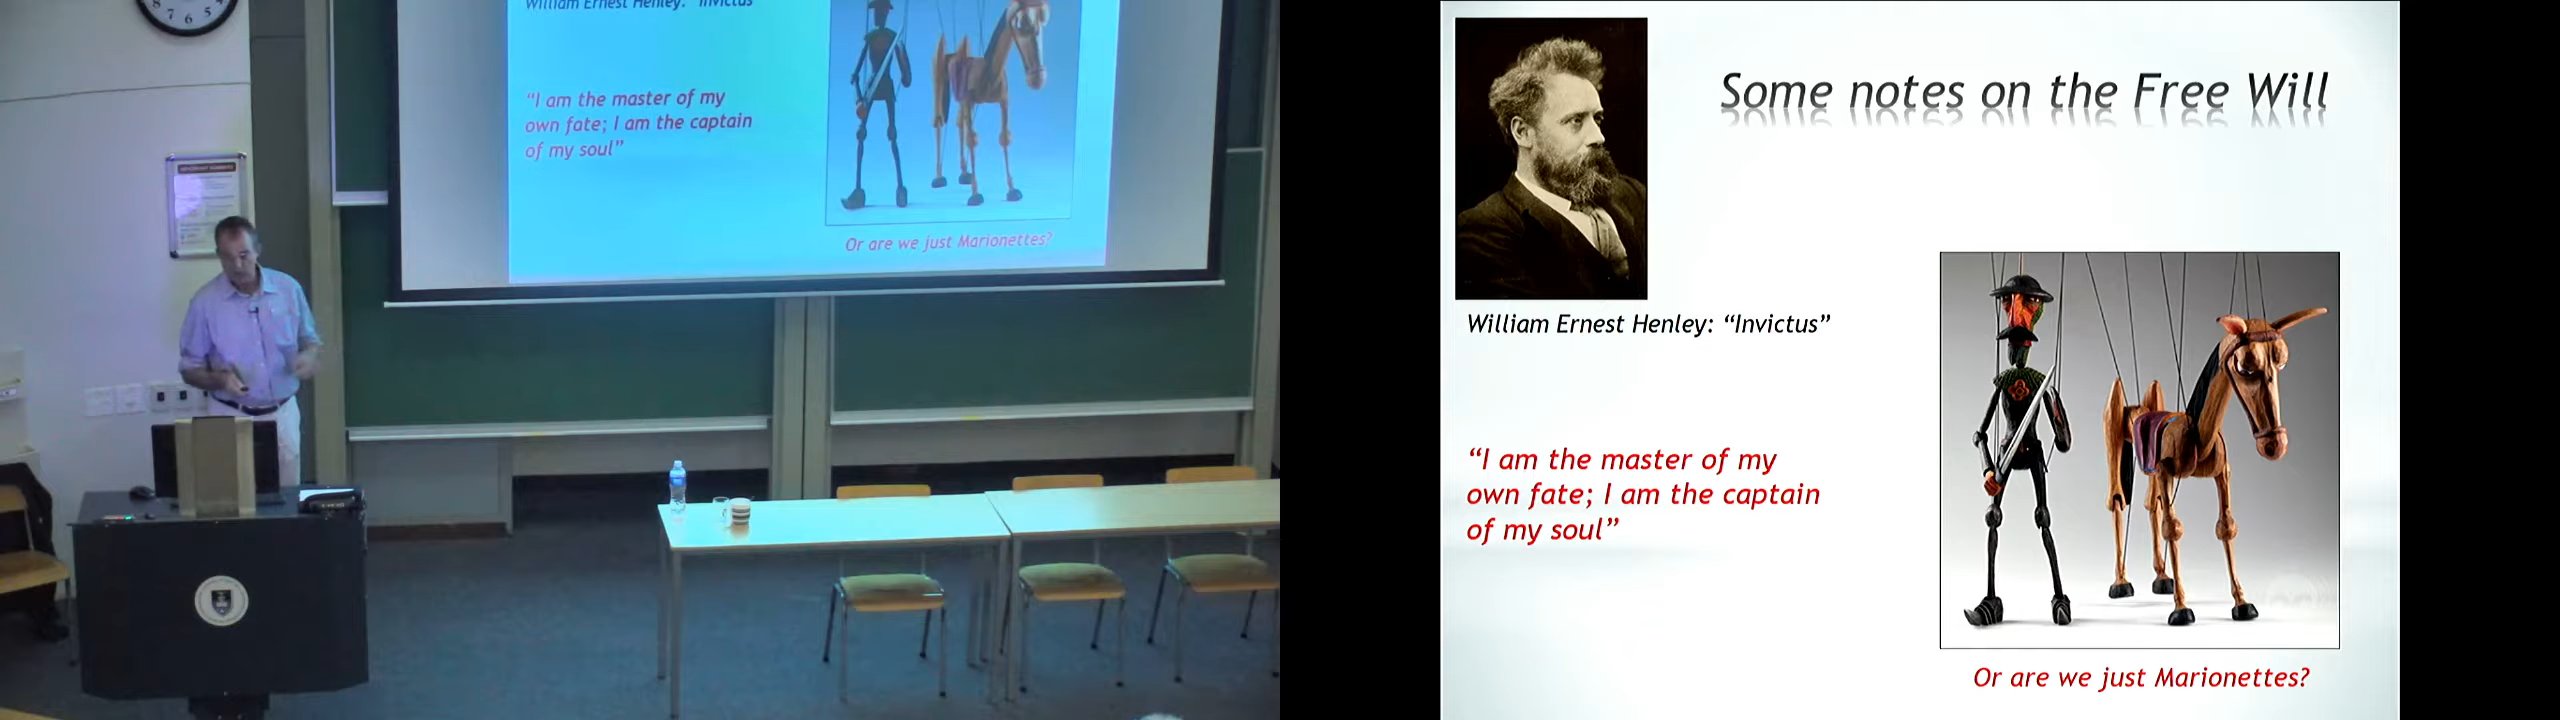 6 5
William Ernest Henley: "Invictus"
“I am the master of my
own fate; I am the captain
of my soul”
Or are we just Marionettes?
Some notes on the Free Will
William Ernest Henley: “Invictus”
“I am the master of my
own fate; I am the captain
of my soul”
Or are we just Marionettes?